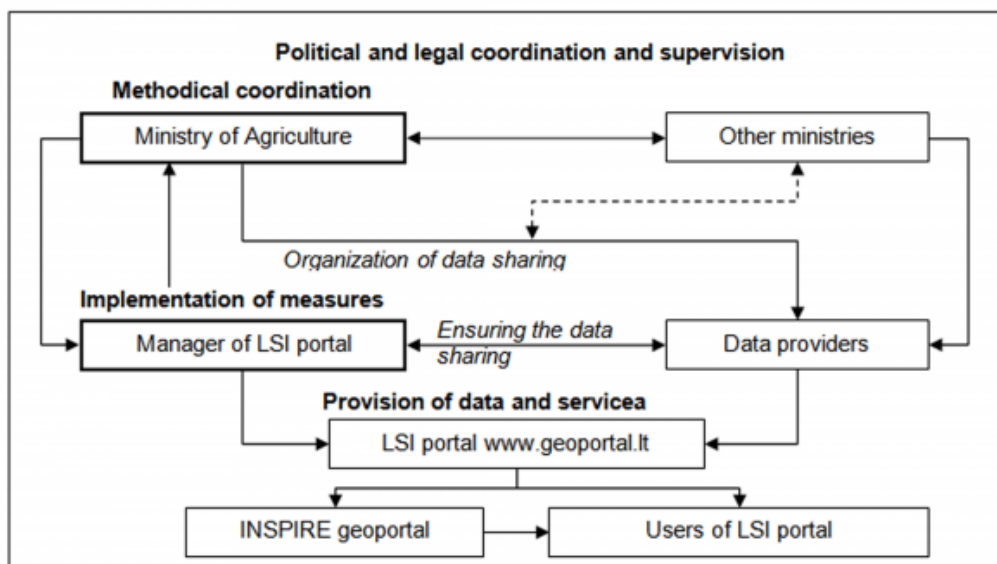 Political and legal coordination and supervision
Methodical coordination
Ministry of Agriculture
Other ministries
Organization of data sharing
Implementation of measures
Manager of LSI portal
Ensuring the data
sharing
Data providers
Provision of data and servicea
LSI portal www.geoportal.lt
INSPIRE geoportal
Users of LSI portal